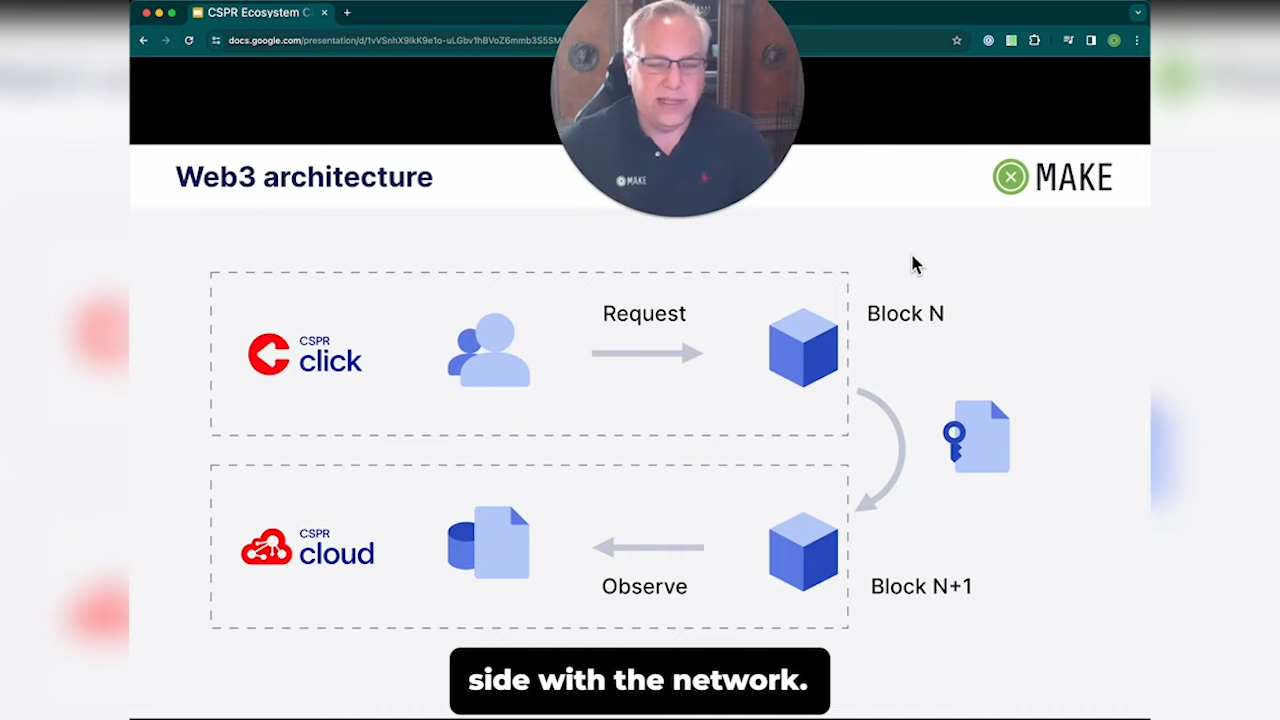 CSPR Ecosystem C
docs.google.com/presentation/d/1vVSnhX9lkK9e1o-uLGbv1hBVoZ6mmb3S5SM
MAKE
Web3 architecture
MAKE
Request
Block N
CSPR
click
CSPR
cloud
Observe
Block N+1
side with the network.